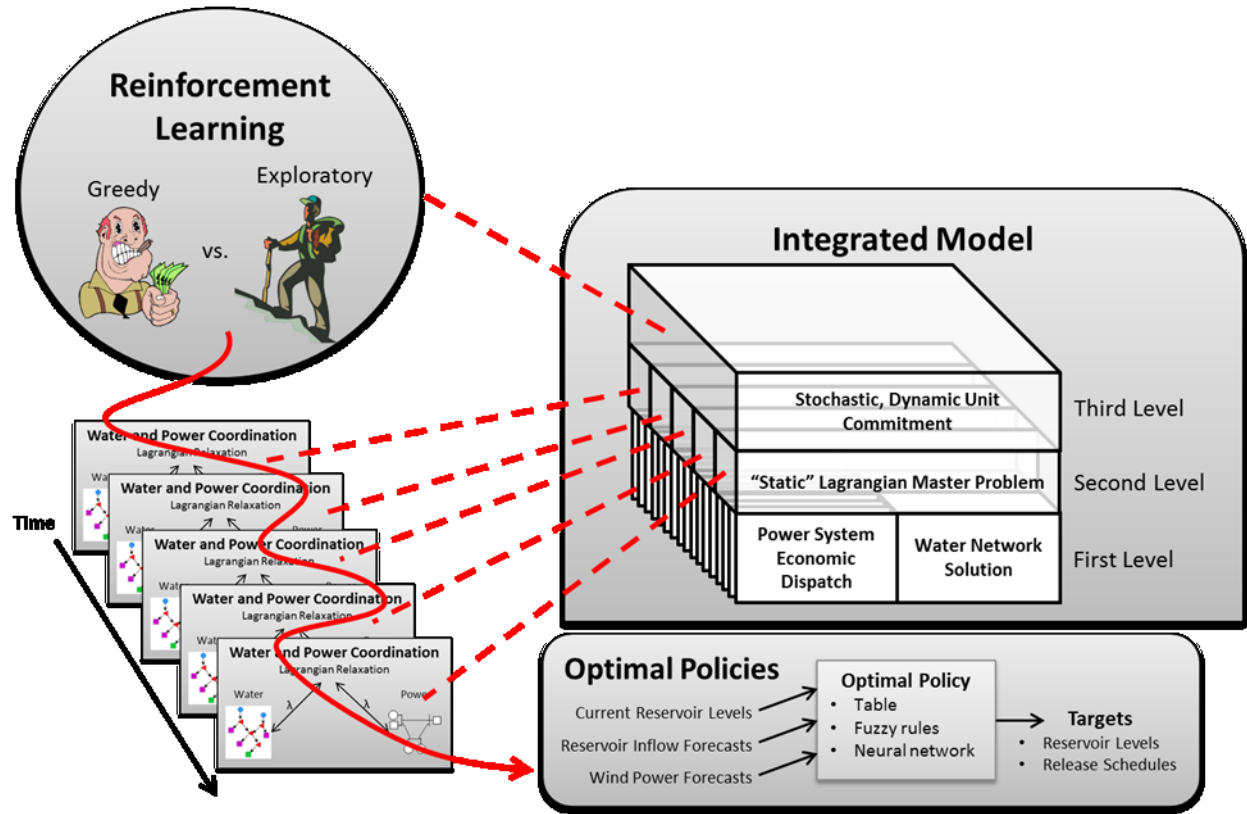 Reinforcement
Learning
Greedy
Exploratory
vs.
Time
Water and Power Coordination
Lagrangian Relaxation
Water and Power Coordination
Lagrangian Relaxation
Water and Power Coordination
Lagrangian Relaxation
Water and Power Coordination
Lagrangian Relaxation
Water and Power Coordination
Lagrangian Relaxation
Water
Power
λ
λ
Integrated Model
Stochastic, Dynamic Unit
Commitment
Third Level
“Static” Lagrangian Master Problem
Second Level
Power System
Economic
Dispatch
Water Network
Solution
First Level
Optimal Policies
Current Reservoir Levels
Reservoir Inflow Forecasts
Wind Power Forecasts
Optimal Policy
• Table
• Fuzzy rules
• Neural network
Targets
• Reservoir Levels
• Release Schedules